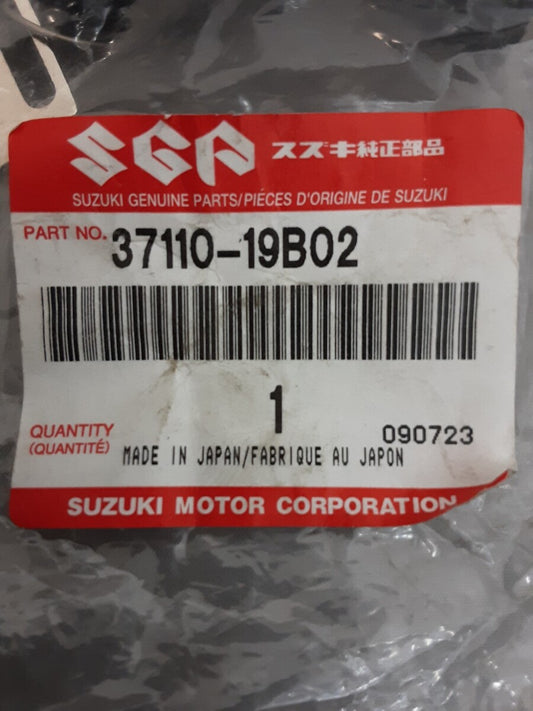 SGP スズキ純正部品
SUZUKI GENUINE PARTS/PIÉCES D'ORIGINE DE SUZUKI
PART NO. 37110-19B02
1
QUANTITY 090723
(QUANTITÉ) MADE IN JAPAN/FABRIQUE AU JAPON
SUZUKI MOTOR CORPORATION